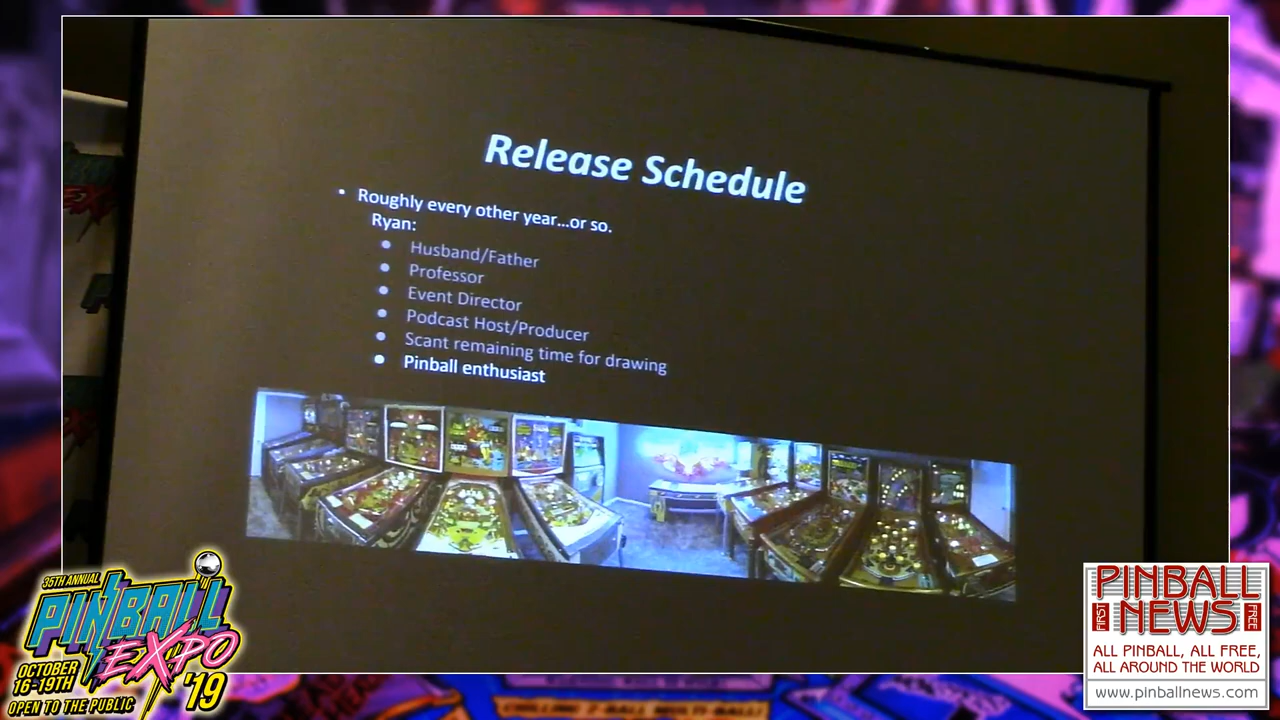 Release Schedule
• Roughly every other year...or so.
Ryan:
● Husband/Father
● Professor
● Event Director
● Podcast Host/Producer
● Scant remaining time for drawing
● Pinball enthusiast
35TH ANNUAL
PINBALL
EXPO
OCTOBER
16-19TH
'19
OPEN TO THE PUBLIC
PINBALL
FIRST NEWS FREE
ALL PINBALL, ALL FREE,
ALL AROUND THE WORLD
www.pinballnews.com